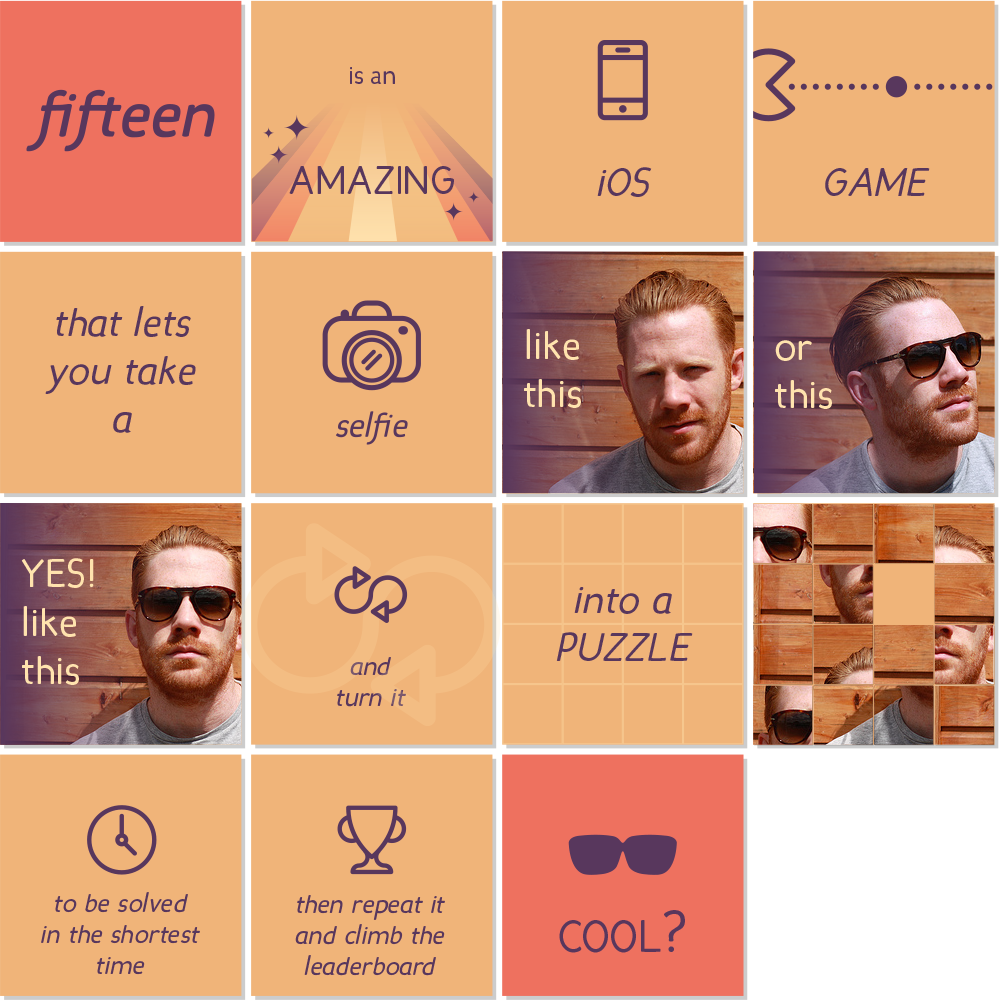 fifteen
is an
AMAZING
iOS
GAME
that lets
you take
a
selfie
like
this
or
this
YES!
like
this
and
turn it
into a
PUZZLE
to be solved
in the shortest
time
then repeat it
and climb the
leaderboard
COOL?